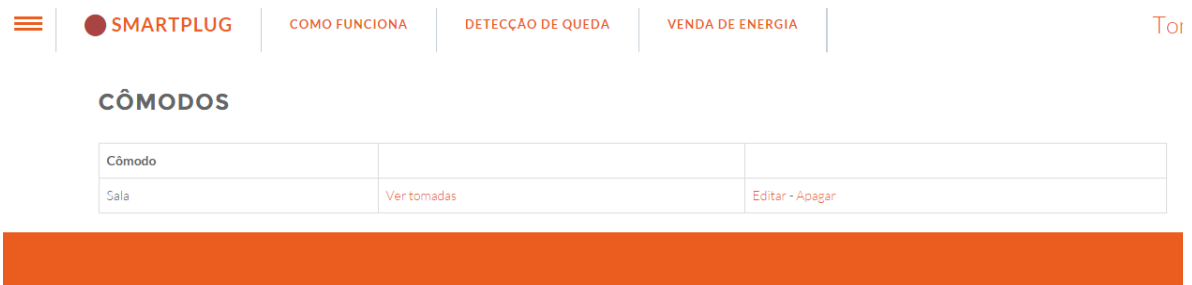 SMARTPLUG COMO FUNCIONA DETECÇÃO DE QUEDA VENDA DE ENERGIA
CÔMODOS
Cômodo
Sala Ver tomadas Editar - Apagar